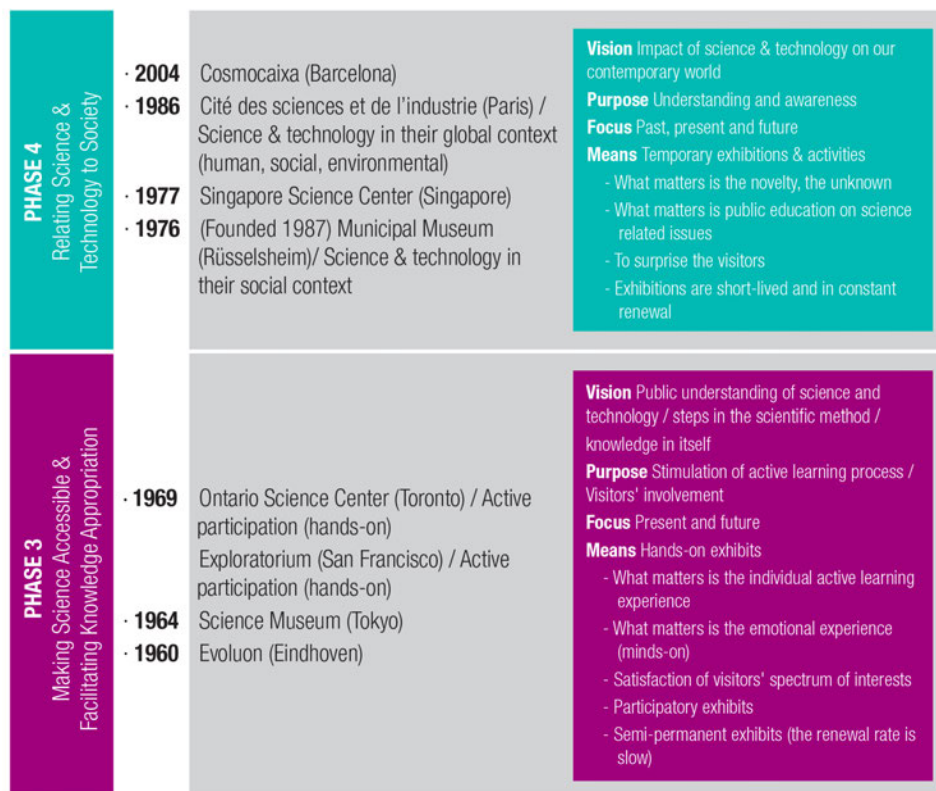 PHASE 4
Relating Science &
Technology to Society
· 2004 Cosmocaixa (Barcelona)
· 1986 Cité des sciences et de l'industrie (Paris) /
Science & technology in their global context
(human, social, environmental)
· 1977 Singapore Science Center (Singapore)
· 1976 (Founded 1987) Municipal Museum
(Rüsselsheim)/ Science & technology in
their social context
Vision Impact of science & technology on our
contemporary world
Purpose Understanding and awareness
Focus Past, present and future
Means Temporary exhibitions & activities
- What matters is the novelty, the unknown
- What matters is public education on science
related issues
- To surprise the visitors
- Exhibitions are short-lived and in constant
renewal
PHASE 3
Making Science Accessible &
Facilitating Knowledge Appropriation
· 1969 Ontario Science Center (Toronto) / Active
participation (hands-on)
Exploratorium (San Francisco) / Active
participation (hands-on)
· 1964 Science Museum (Tokyo)
· 1960 Evoluon (Eindhoven)
Vision Public understanding of science and
technology / steps in the scientific method /
knowledge in itself
Purpose Stimulation of active learning process /
Visitors' involvement
Focus Present and future
Means Hands-on exhibits
- What matters is the individual active learning
experience
- What matters is the emotional experience
(minds-on)
- Satisfaction of visitors' spectrum of interests
- Participatory exhibits
- Semi-permanent exhibits (the renewal rate is
slow)